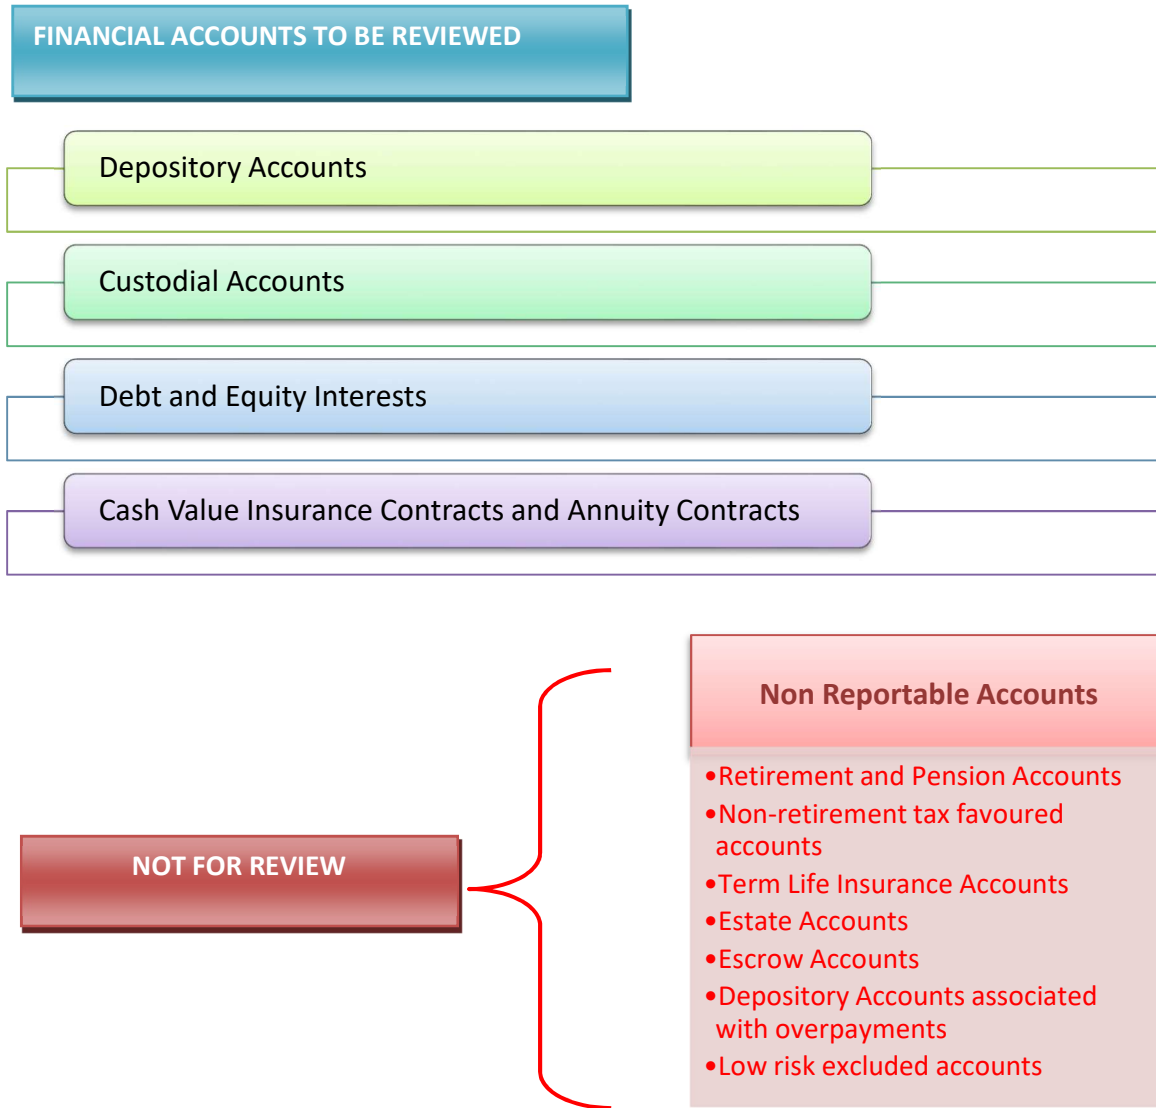 FINANCIAL ACCOUNTS TO BE REVIEWED
Depository Accounts
Custodial Accounts
Debt and Equity Interests
Cash Value Insurance Contracts and Annuity Contracts
NOT FOR REVIEW
Non Reportable Accounts
•Retirement and Pension Accounts
•Non-retirement tax favoured
accounts
•Term Life Insurance Accounts
•Estate Accounts
•Escrow Accounts
•Depository Accounts associated
with overpayments
•Low risk excluded accounts